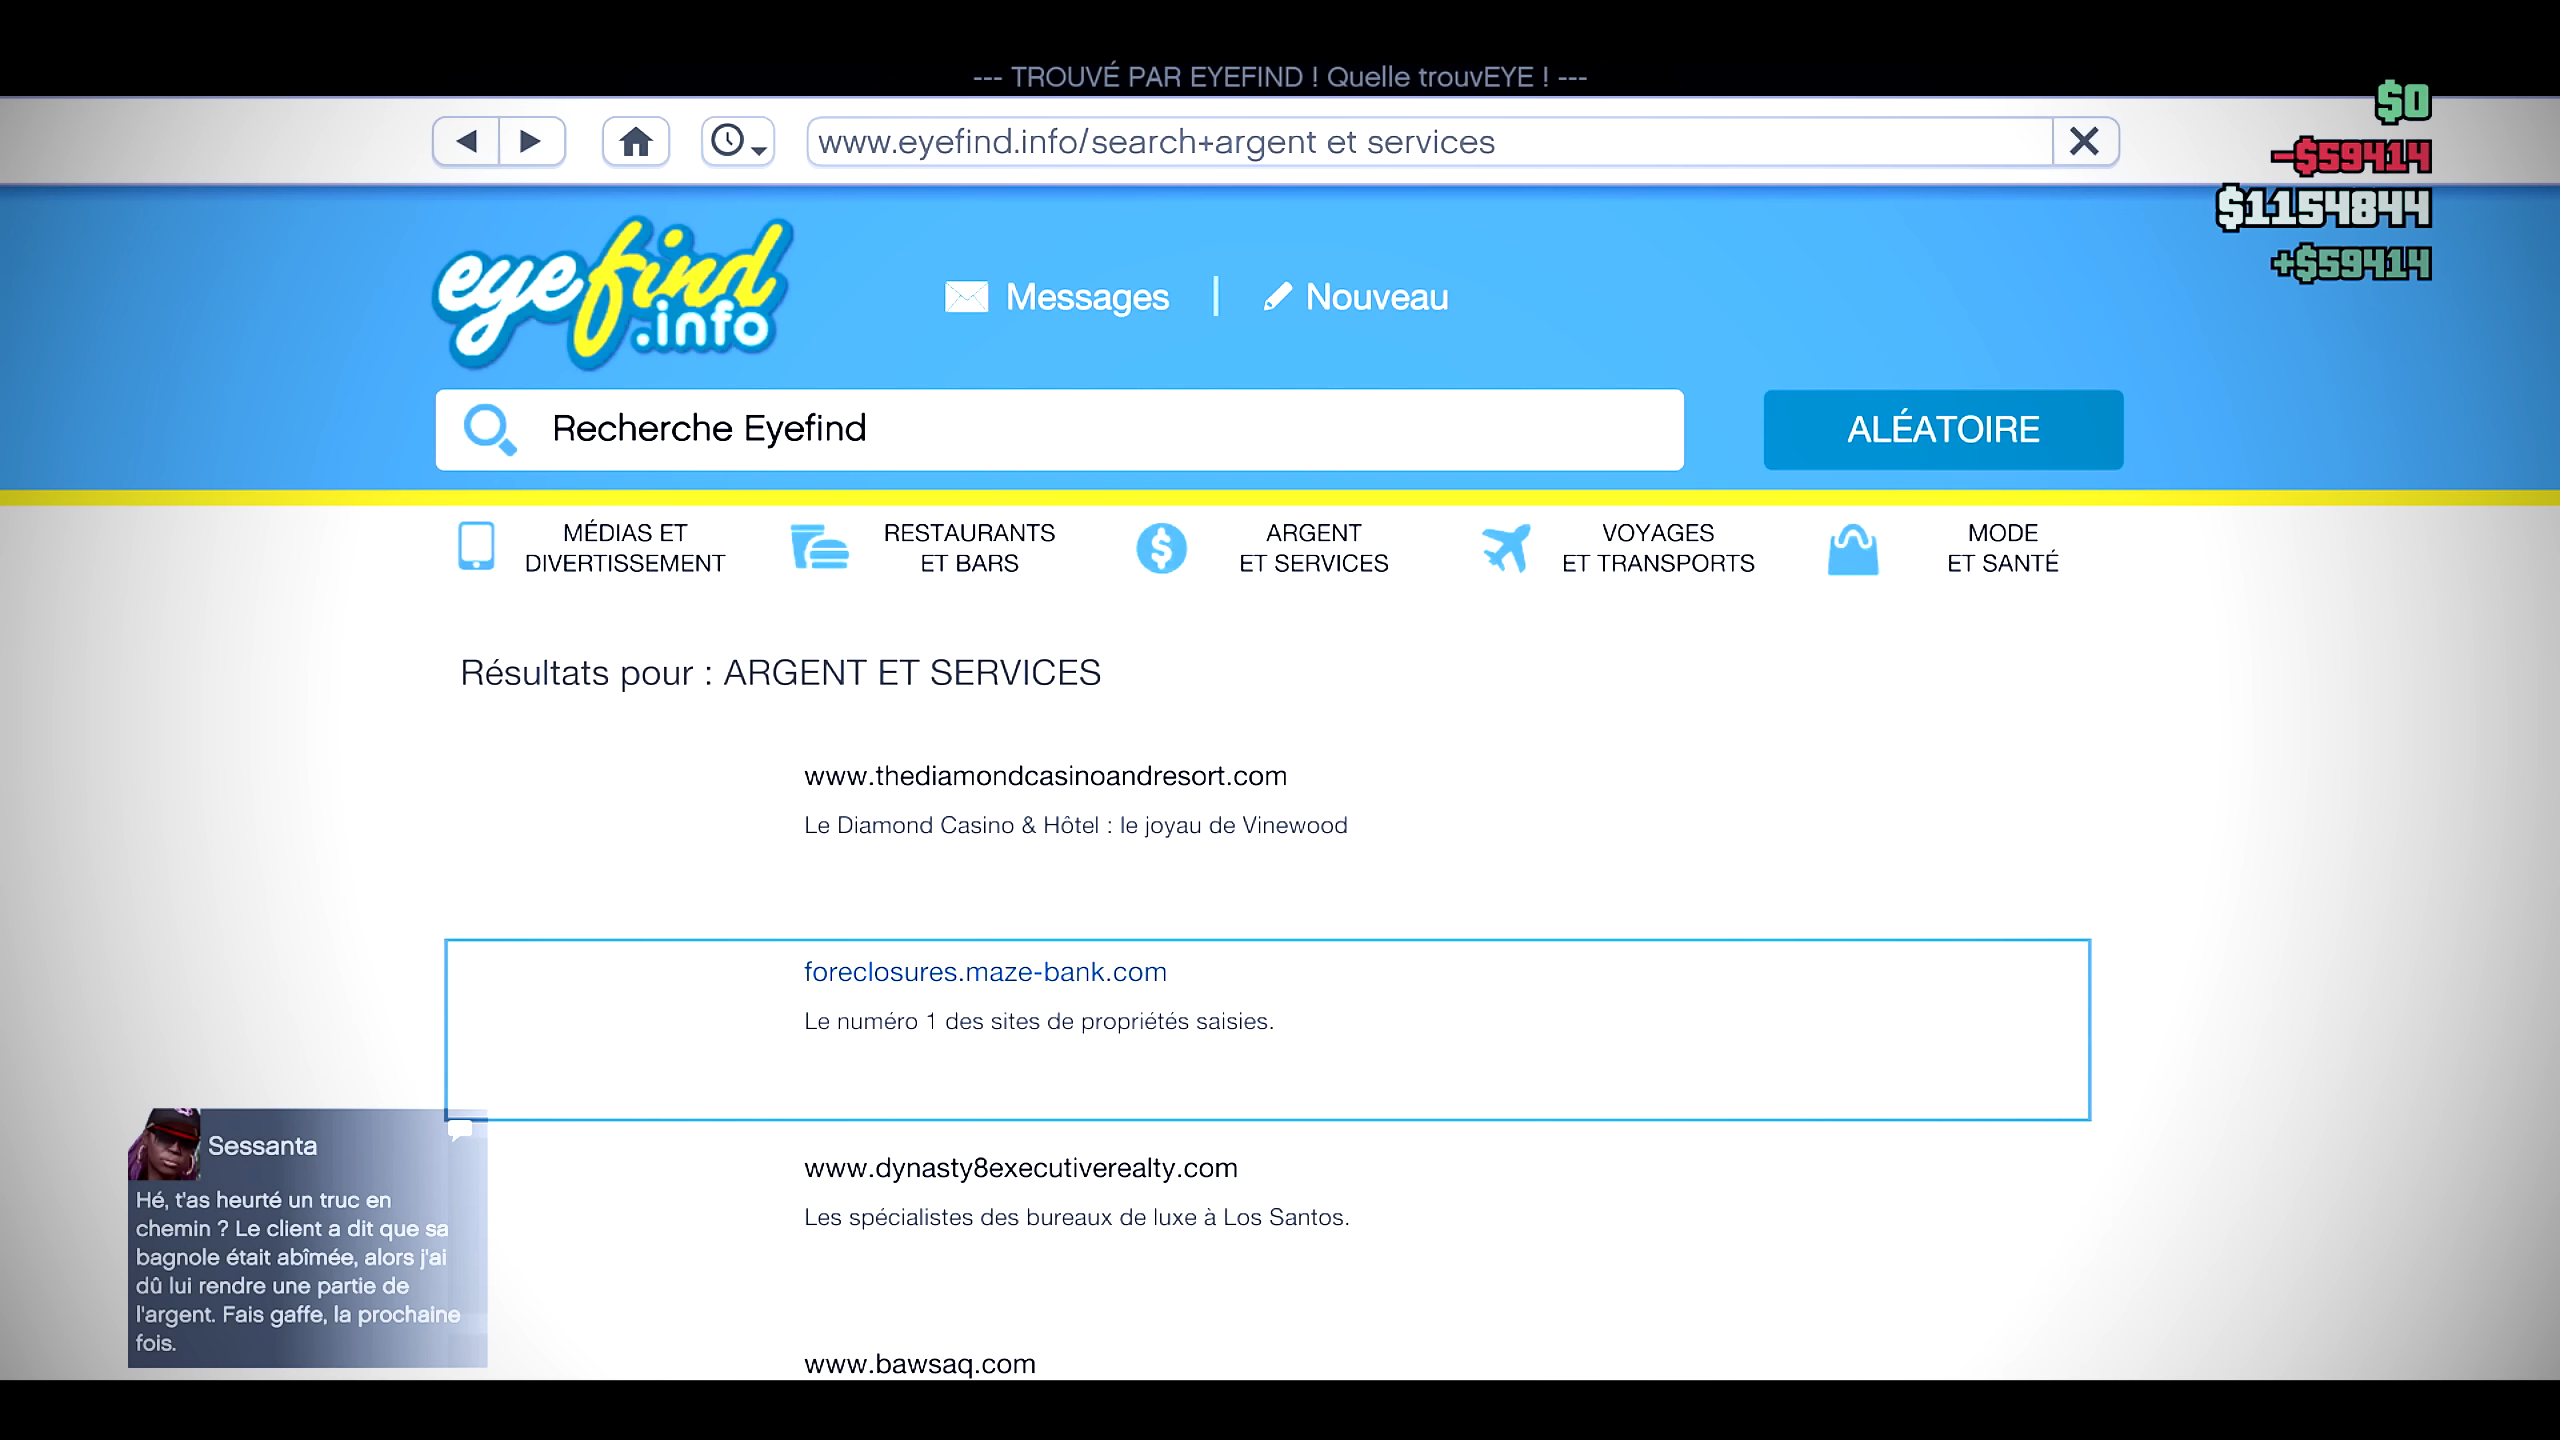 --- TROUVÉ PAR EYEFIND ! Quelle trouvEYE ! ---
$0
www.eyefind.info/search+argent et services
-$59414
$1154844
+$59414
eyefind
.info
Messages | Nouveau
Recherche Eyefind
ALÉATOIRE
MÉDIAS ET
DIVERTISSEMENT
RESTAURANTS
ET BARS
ARGENT
ET SERVICES
VOYAGES
ET TRANSPORTS
MODE
ET SANTÉ
Résultats pour : ARGENT ET SERVICES
www.thediamondcasinoandresort.com
Le Diamond Casino & Hôtel : le joyau de Vinewood
foreclosures.maze-bank.com
Le numéro 1 des sites de propriétés saisies.
www.dynasty8executiverealty.com
Les spécialistes des bureaux de luxe à Los Santos.
www.bawsaq.com
Sessanta
Hé, t'as heurté un truc en
chemin ? Le client a dit que sa
bagnole était abîmée, alors j'ai
dû lui rendre une partie de
l'argent. Fais gaffe, la prochaine
fois.